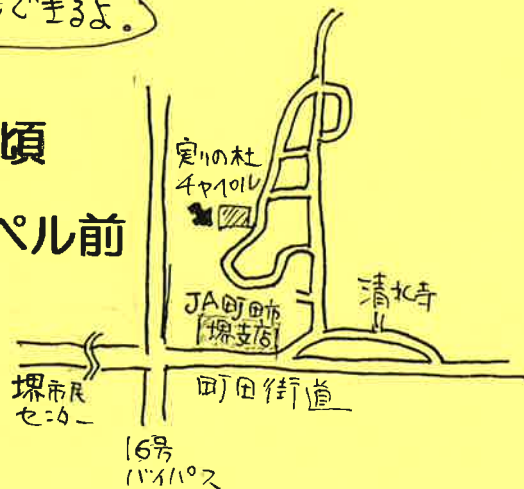 できるよ。
頃
ペル前
実りの杜
チャペル
JA町田市
堺支店
清水寺
町田街道
堺市民
センター
16号
バイパス